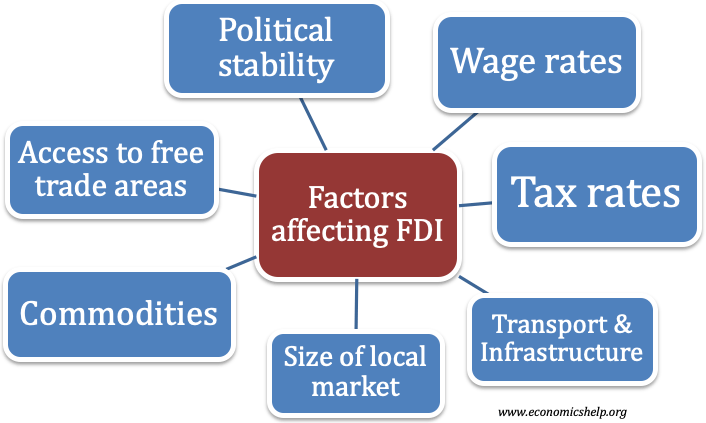 Political
stability
Wage rates
Access to free
trade areas
Factors
affecting FDI
Tax rates
Commodities
Size of local
market
Transport &
Infrastructure
www.economicshelp.org